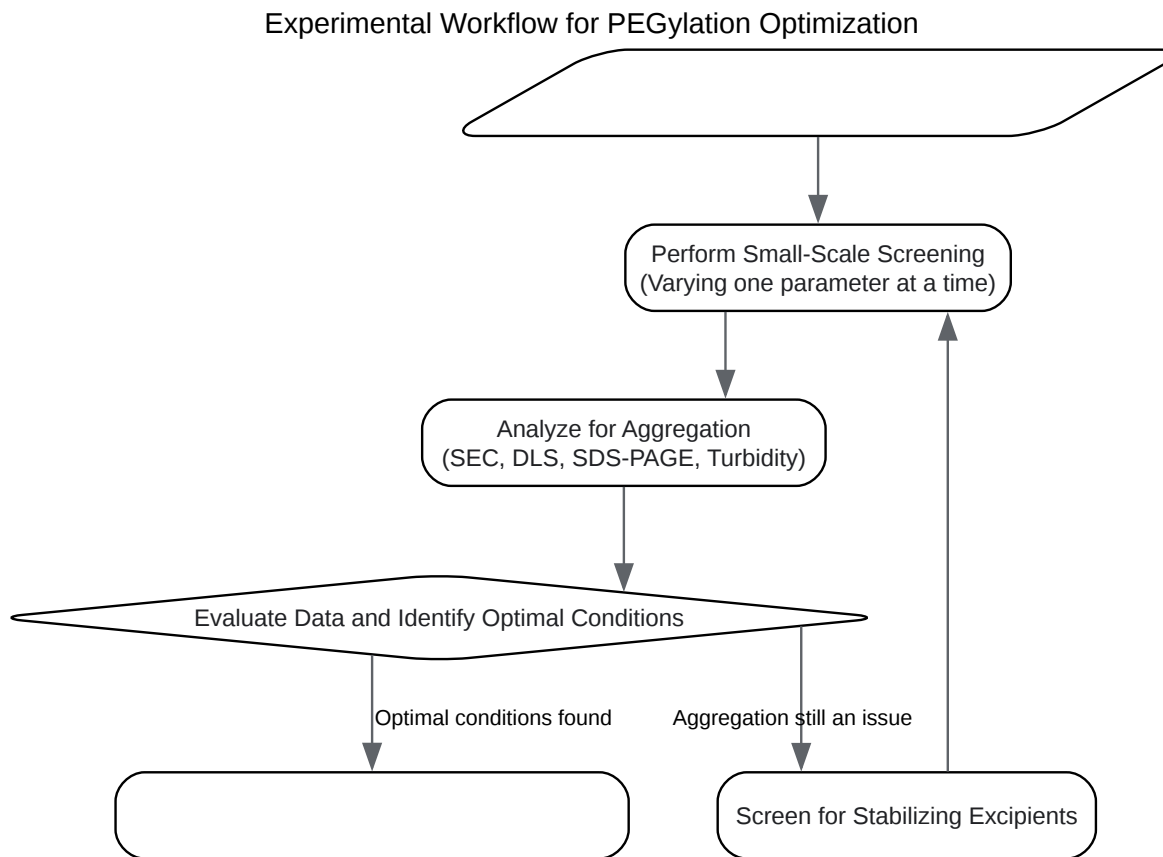 Experimental Workflow for PEGylation Optimization
Perform Small-Scale Screening
(Varying one parameter at a time)
Analyze for Aggregation
(SEC, DLS, SDS-PAGE, Turbidity)
Evaluate Data and Identify Optimal Conditions
Optimal conditions found
Aggregation still an issue
Screen for Stabilizing Excipients